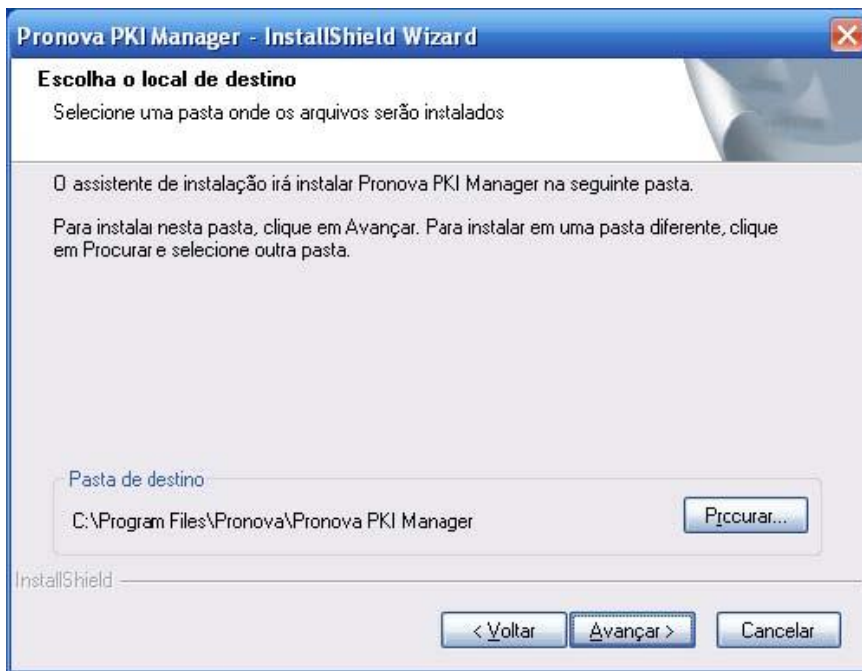 Pronova PKI Manager - InstallShield Wizard
Escolha o local de destino
Selecione uma pasta onde os arquivos serão instalados
O assistente de instalação irá instalar Pronova PKI Manager na seguinte pasta.
Para instalar nesta pasta, clique em Avançar. Para instalar em uma pasta diferente, clique
em Procurar e selecione outra pasta.
Pasta de destino
C:\Program Files\Pronova\Pronova PKI Manager
Procurar...
InstallShield
< Voltar
Avançar >
Cancelar